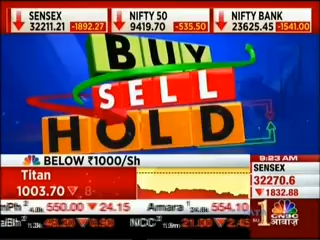 SENSEX
32211.21 -1892.27
NIFTY 50
9419.70 -535.50
NIFTY BANK
23625.45 -1541.00
BUY
SELL
HOLD
BELOW ₹1000/Sh
9:23 AM
Titan
1003.70
SENSEX
32270.6
-1832.88
550.00 24.15
Amara
554.10
21.00
CNBC
आवाज़